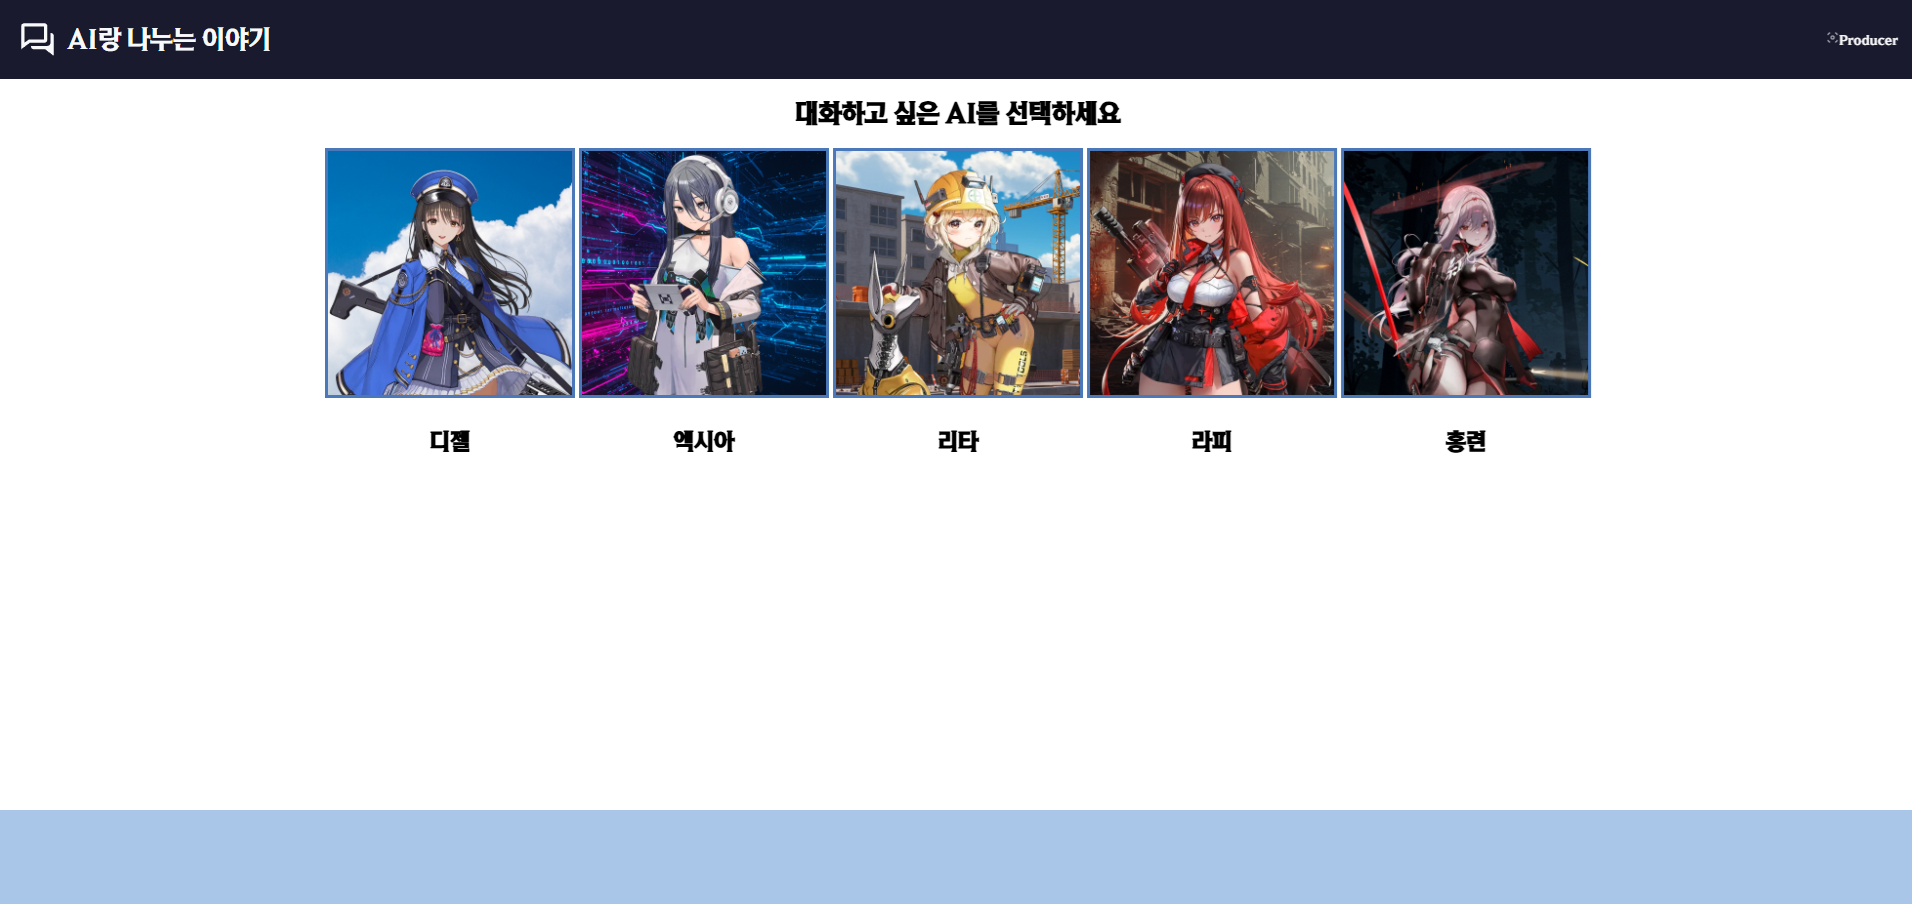 AI랑 나누는 이야기
Producer
대화하고 싶은 AI를 선택하세요
디젤
엑시아
리타
라피
홍련